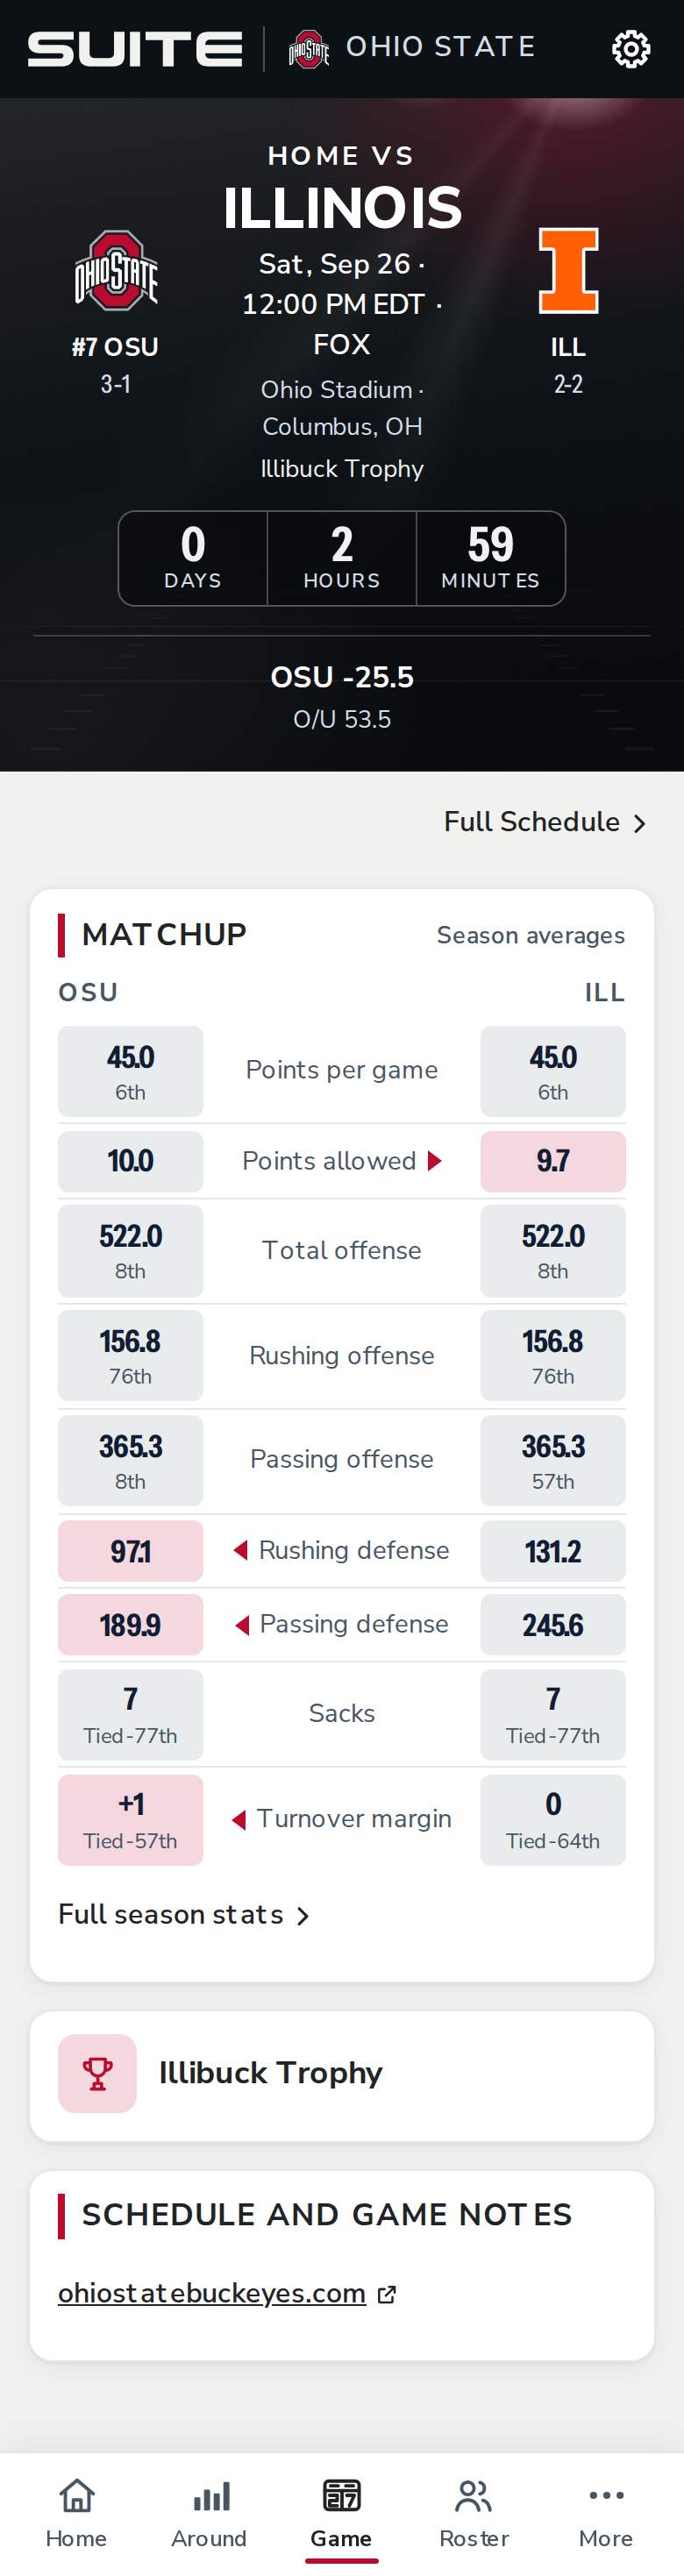 SUITE
OHIO STATE
OHIO STATE
HOME VS
ILLINOIS
Sat, Sep 26 ·
12:00 PM EDT ·
FOX
Ohio Stadium ·
Columbus, OH
Illibuck Trophy
OHIO STATE
#7 OSU
3-1
I
ILL
2-2
0
DAYS
2
HOURS
59
MINUTES
OSU -25.5
O/U 53.5
Full Schedule
MATCHUP
Season averages
OSU
ILL
45.0
6th
Points per game
45.0
6th
10.0
Points allowed
9.7
522.0
8th
Total offense
522.0
8th
156.8
76th
Rushing offense
156.8
76th
365.3
8th
Passing offense
365.3
57th
97.1
Rushing defense
131.2
189.9
Passing defense
245.6
7
Tied-77th
Sacks
7
Tied-77th
+1
Tied-57th
Turnover margin
0
Tied-64th
Full season stats
Illibuck Trophy
SCHEDULE AND GAME NOTES
ohiostatebuckeyes.com
27
Home
Around
Game
Roster
More